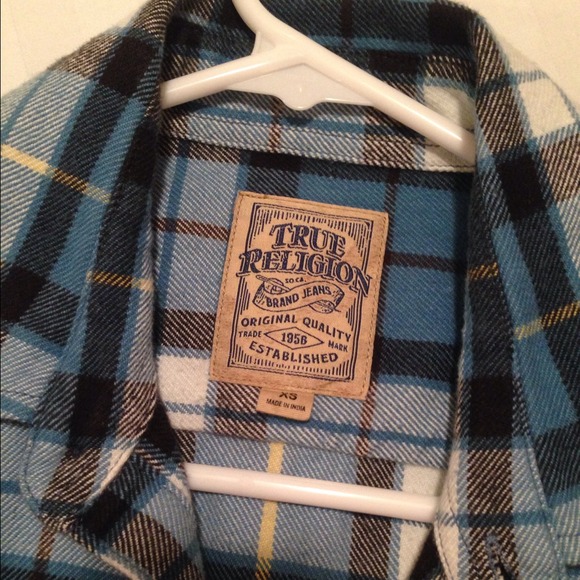 TRUE
RELIGION
SO.CA.
BRAND JEANS
ORIGINAL QUALITY
TRADE 1956 MARK
ESTABLISHED
XS
MADE IN INDIA